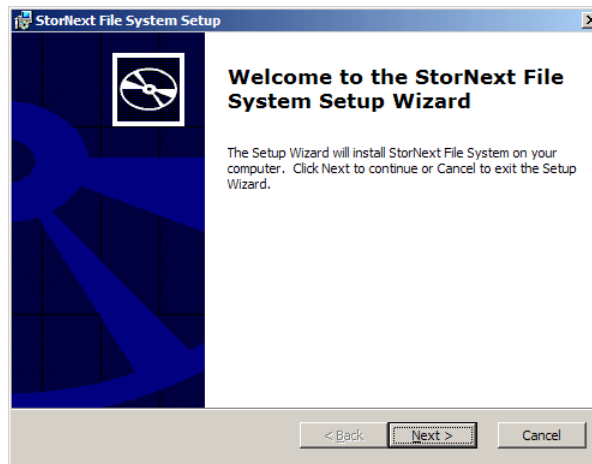 StorNext File System Setup
Welcome to the StorNext File
System Setup Wizard
The Setup Wizard will install StorNext File System on your
computer. Click Next to continue or Cancel to exit the Setup
Wizard.
< Back Next > Cancel